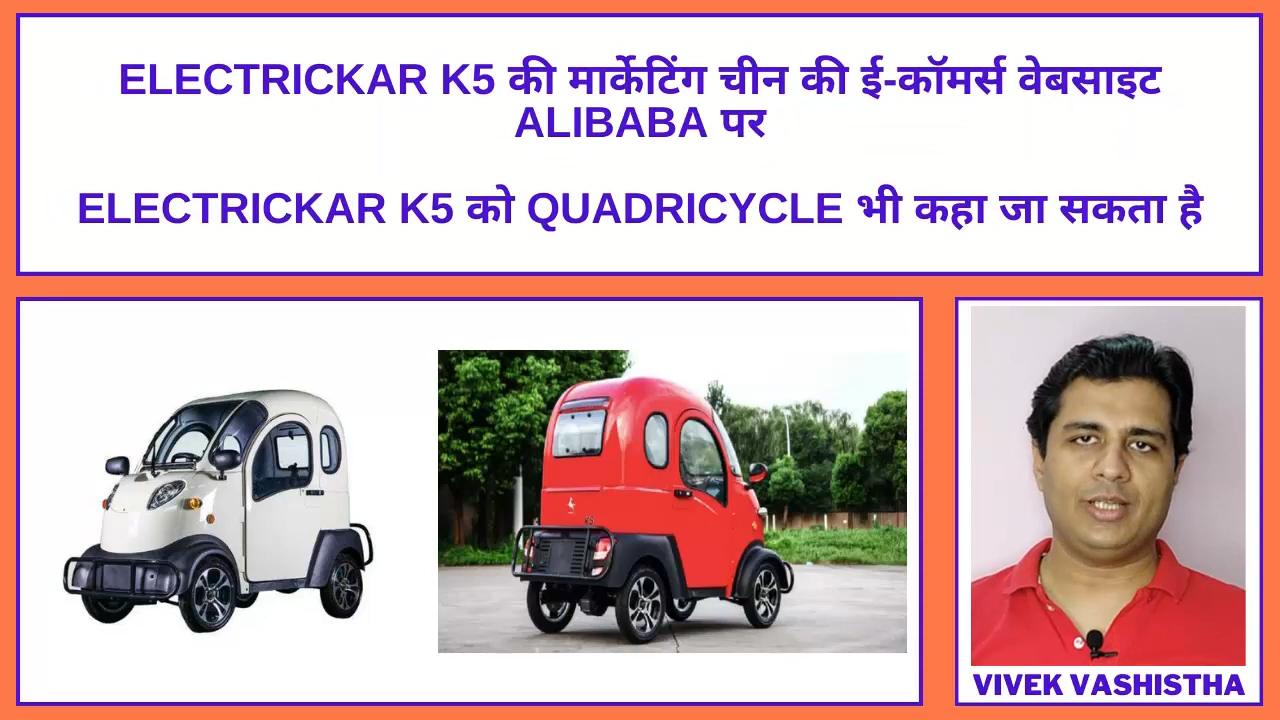 ELECTRICKAR K5 की मार्केटिंग चीन की ई-कॉमर्स वेबसाइट
ALIBABA पर
ELECTRICKAR K5 को QUADRICYCLE भी कहा जा सकता है
VIVEK VASHISTHA